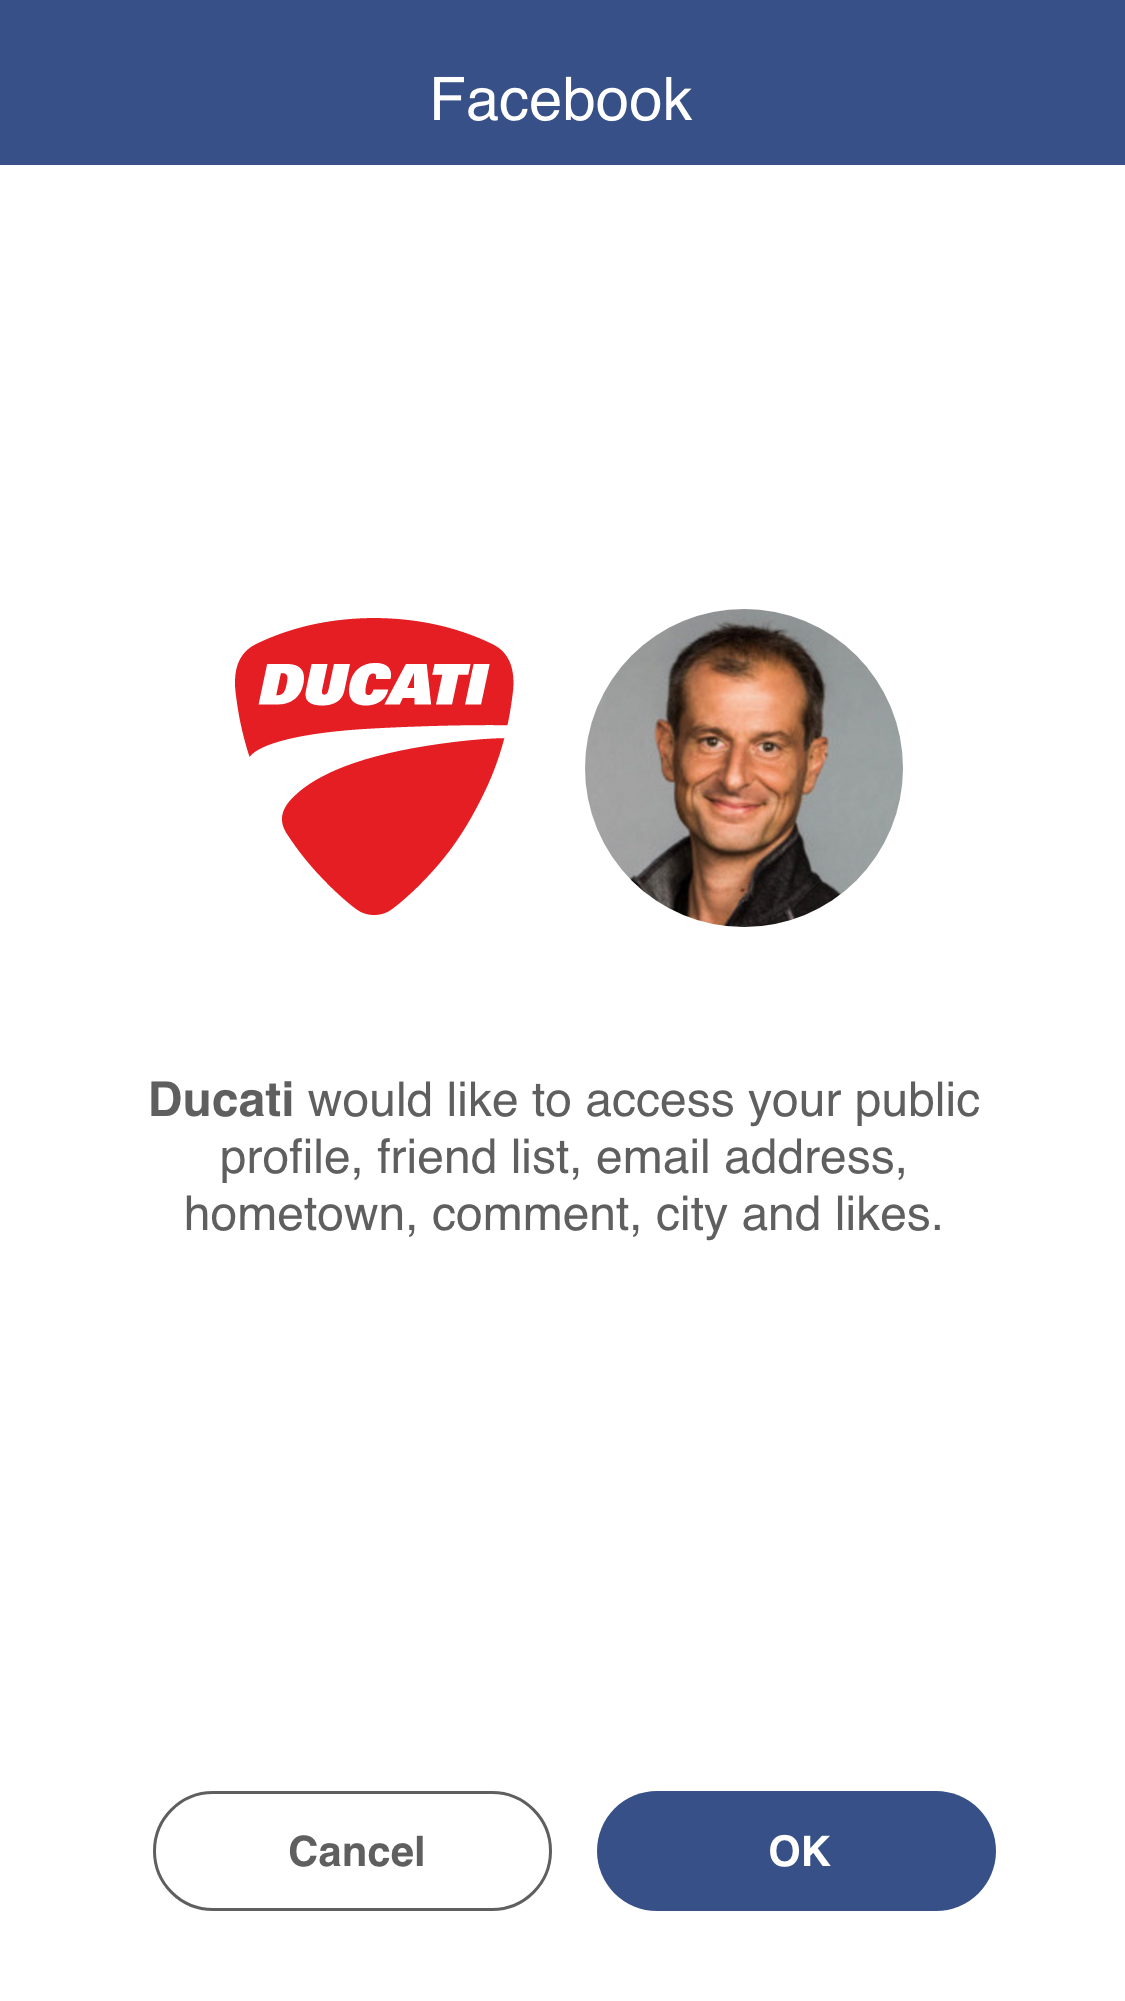 Facebook
DUCATI
Ducati would like to access your public
profile, friend list, email address,
hometown, comment, city and likes.
Cancel
OK